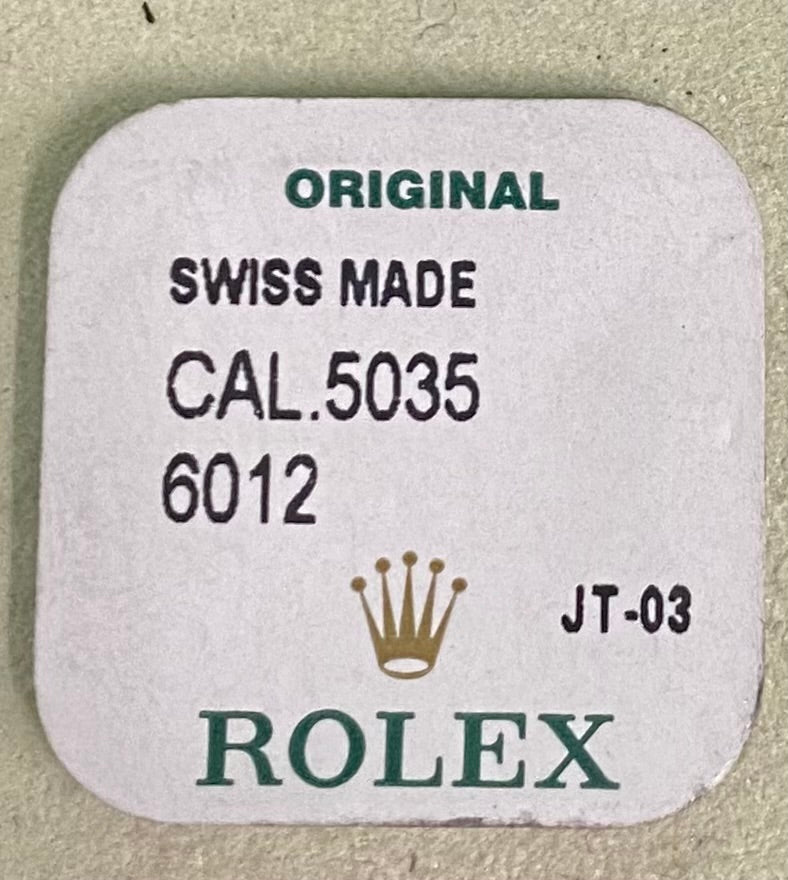 ORIGINAL
SWISS MADE
CAL.5035
6012
JT-03
ROLEX